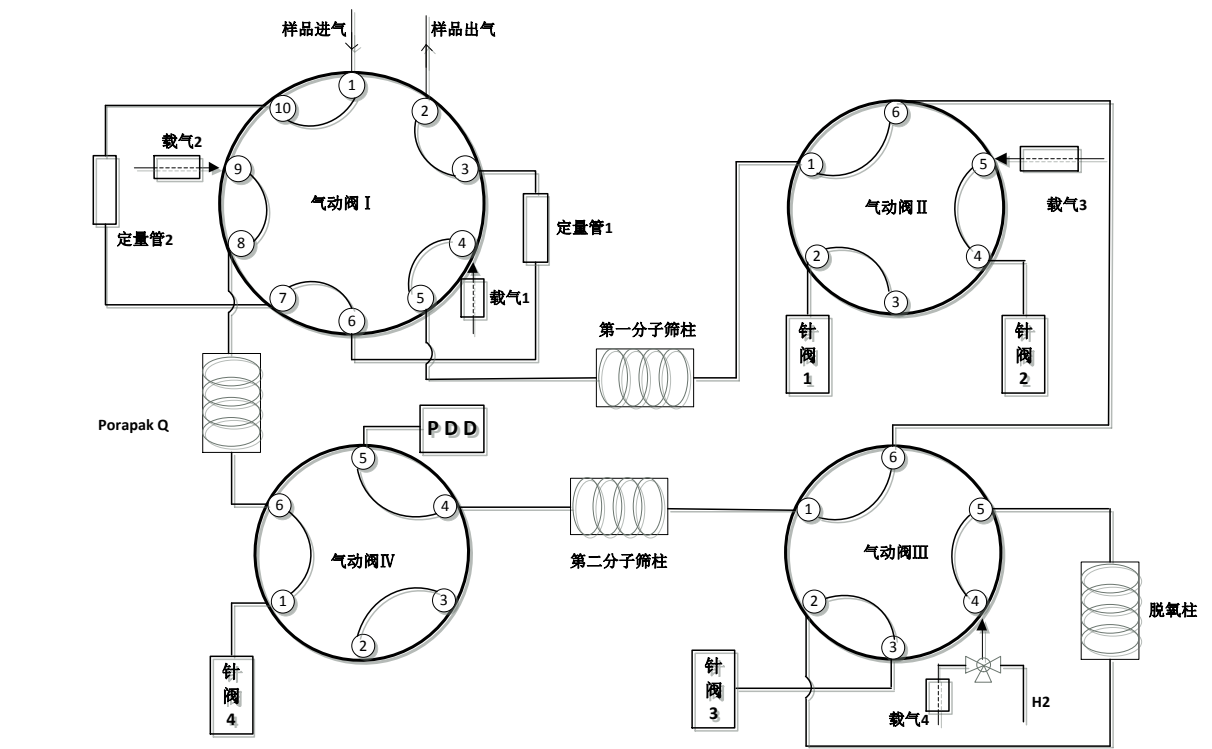 样品进气
样品出气
1
10
2
载气2
9
3
气动阀Ⅰ
定量管2
定量管1
8
4
7
5
载气1
6
6
1
5
载气3
气动阀Ⅱ
2
4
3
针阀1
针阀2
第一分子筛柱
Porapak Q
PDD
5
6
4
气动阀Ⅳ
1
3
2
针阀4
第二分子筛柱
6
1
5
气动阀Ⅲ
2
4
3
脱氧柱
针阀3
载气4
H2